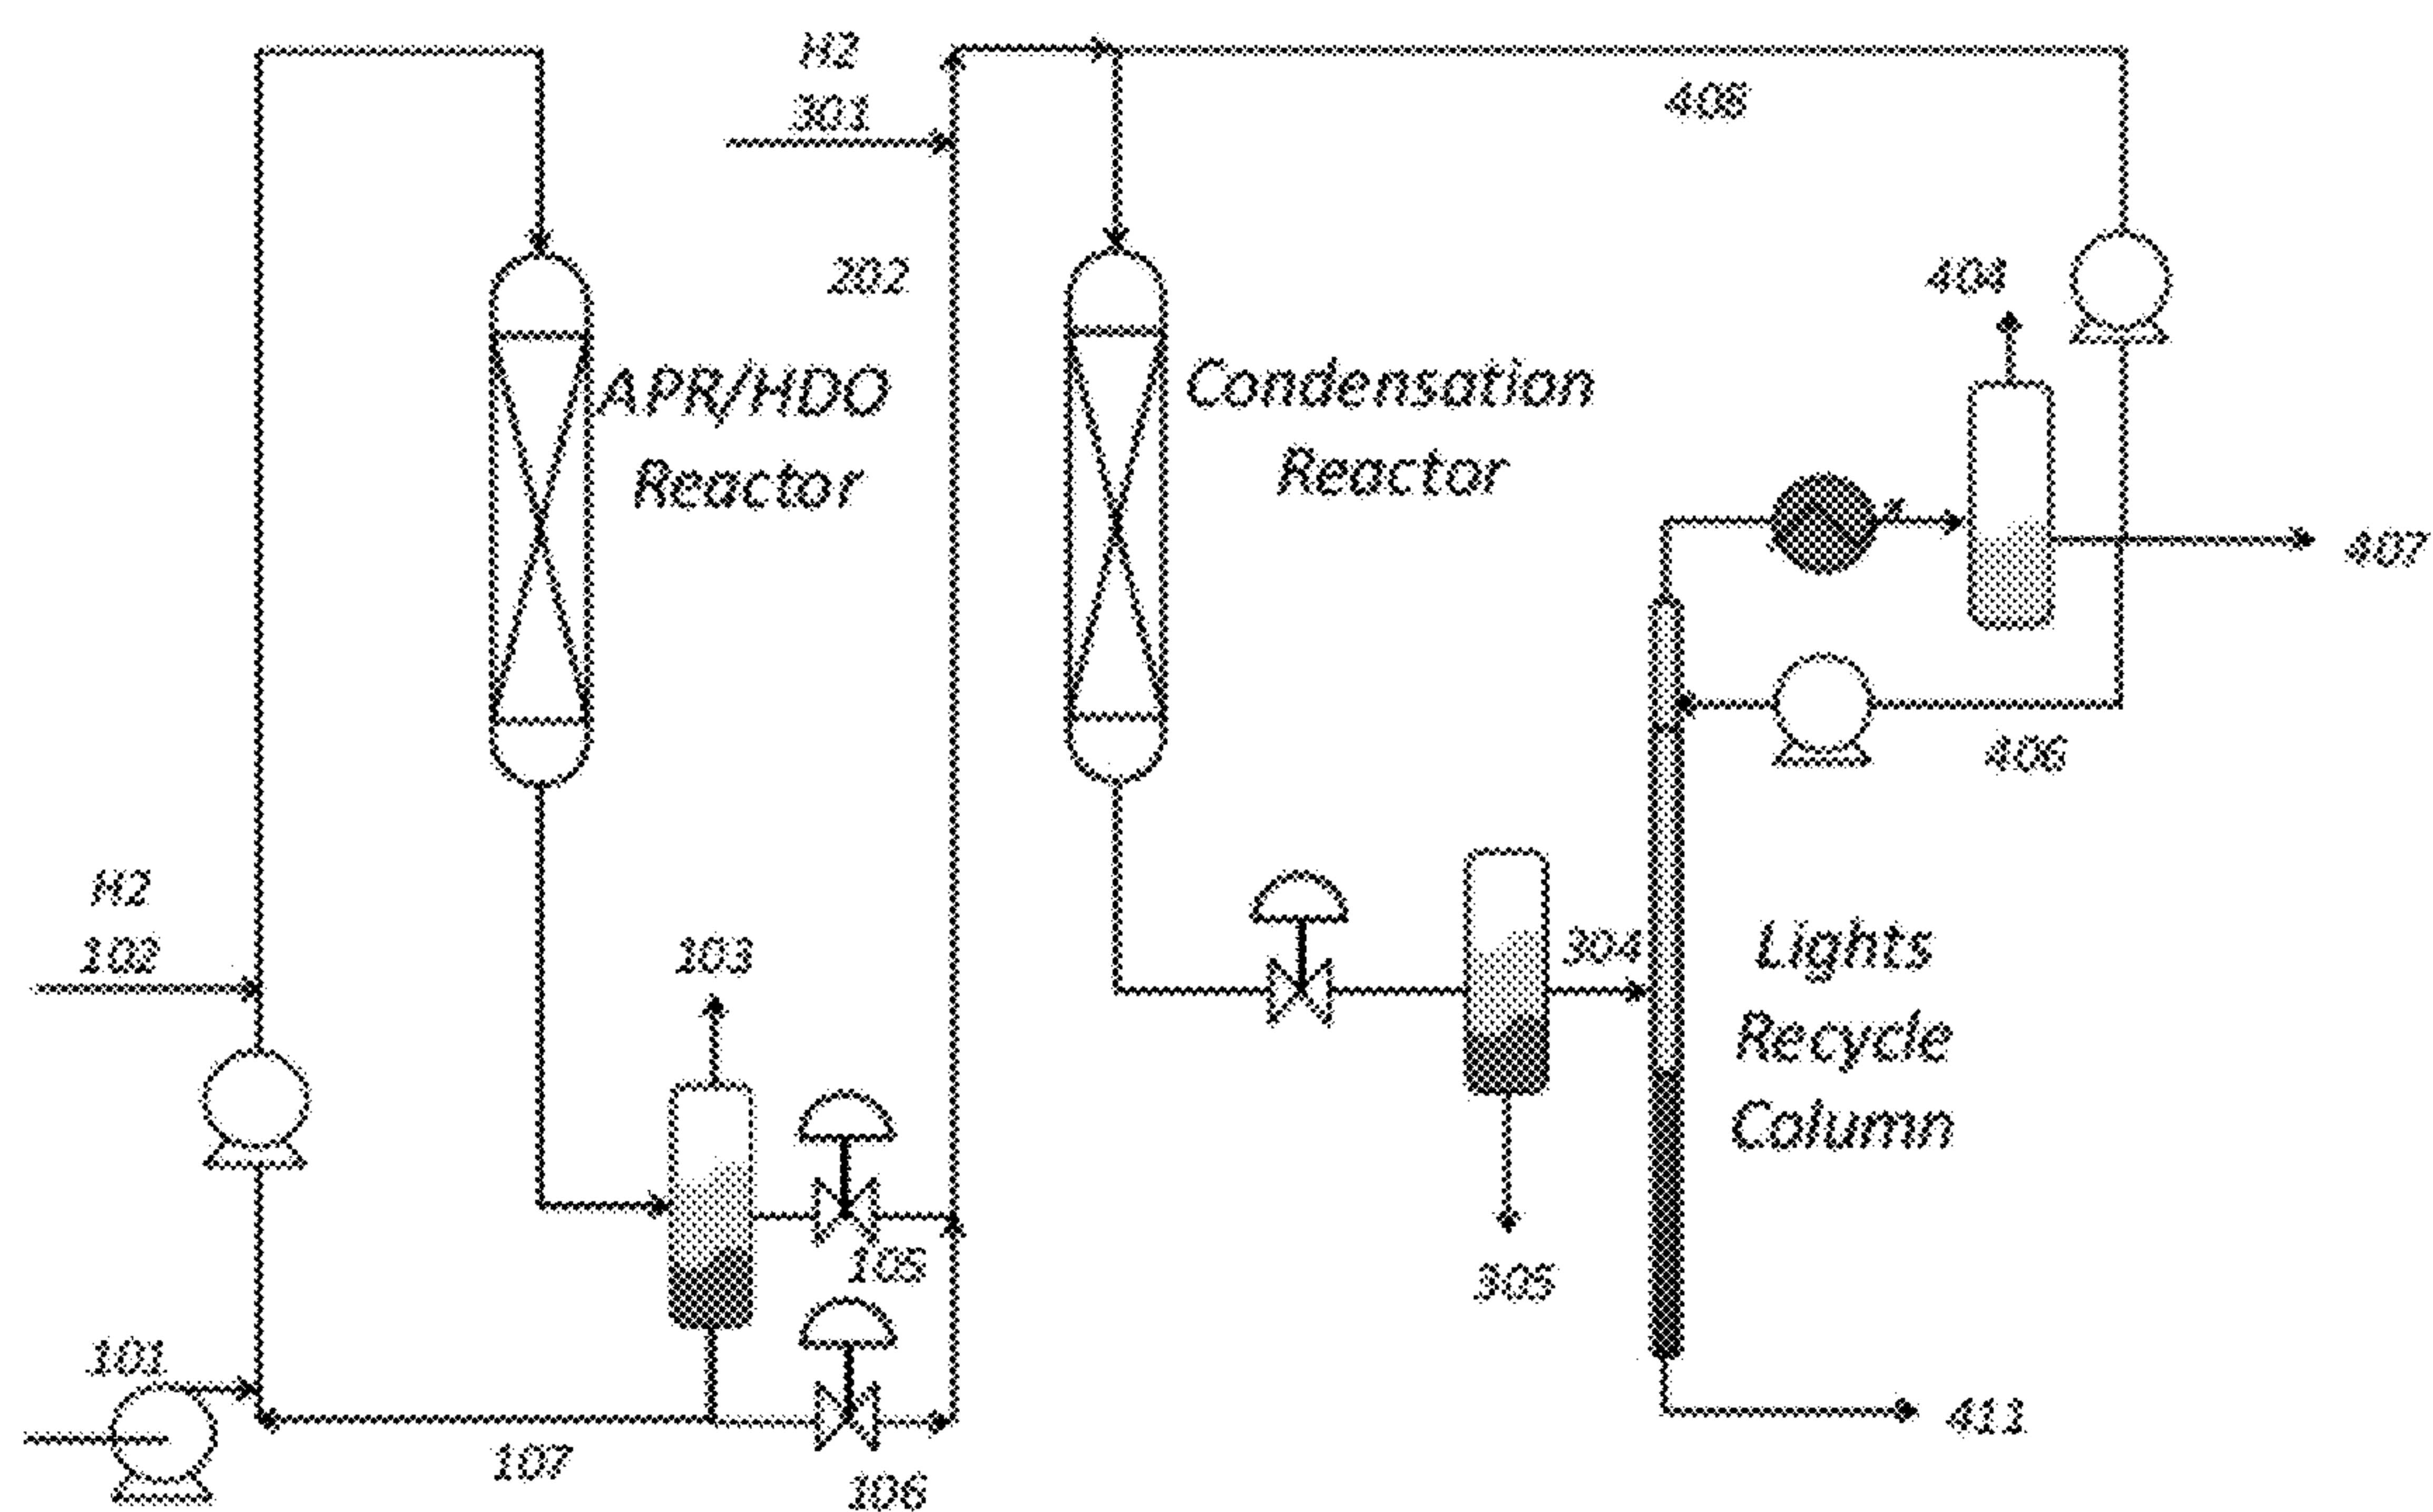 H2
301
408
202
404
APR/HDO
Reactor
Condensation
Reactor
407
406
H2
102
103
304
Lights
Recycle
Column
105
305
101
107
106
411